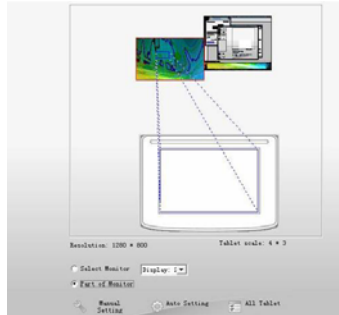 Resolution: 1280 * 800 Tablet scale: 4 * 3
Select Monitor Display:
Part of Monitor
Manual Setting Auto Setting All Tablet